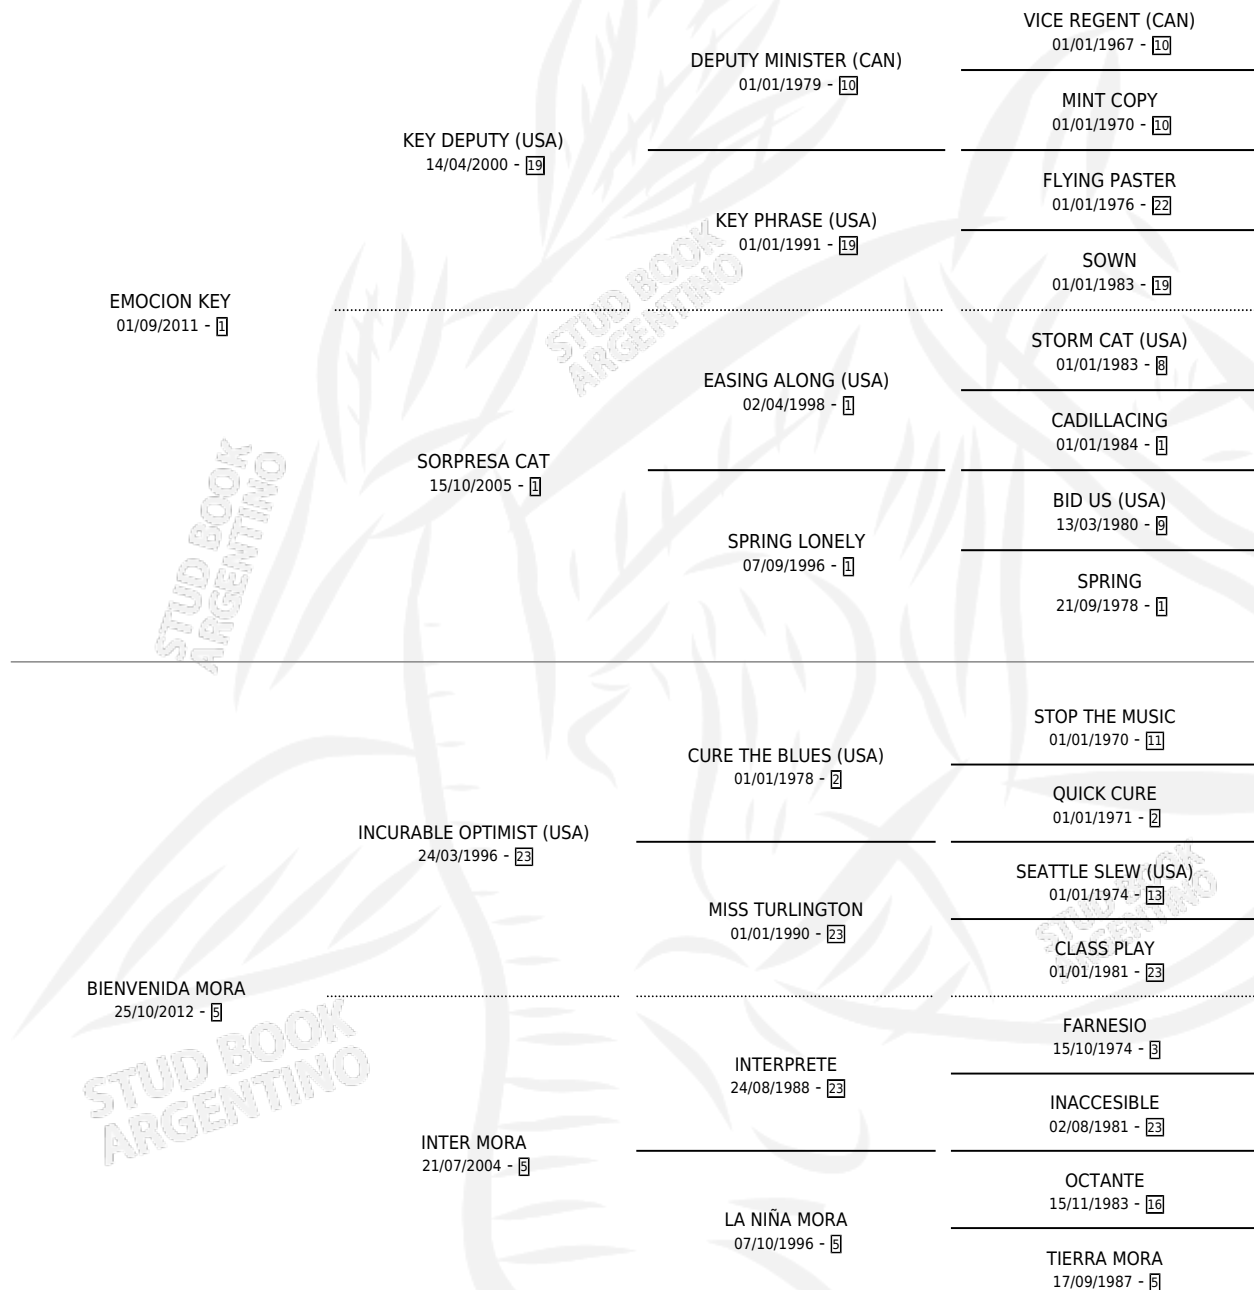 VICE REGENT (CAN)
01/01/1967 - 10
DEPUTY MINISTER (CAN)
01/01/1979 - 10
MINT COPY
01/01/1970 - 10
KEY DEPUTY (USA)
14/04/2000 - 19
FLYING PASTER
01/01/1976 - 22
KEY PHRASE (USA)
01/01/1991 - 19
SOWN
01/01/1983 - 19
EMOCION KEY
01/09/2011 - 1
STORM CAT (USA)
01/01/1983 - 8
EASING ALONG (USA)
02/04/1998 - 1
CADILLACING
01/01/1984 - 1
SORPRESA CAT
15/10/2005 - 1
BID US (USA)
13/03/1980 - 9
SPRING LONELY
07/09/1996 - 1
SPRING
21/09/1978 - 1
STUD BOOK
ARGENTINO
STUD BOOK
ARGENTINO
STOP THE MUSIC
01/01/1970 - 11
CURE THE BLUES (USA)
01/01/1978 - 2
QUICK CURE
01/01/1971 - 2
INCURABLE OPTIMIST (USA)
24/03/1996 - 23
SEATTLE SLEW (USA)
01/01/1974 - 13
MISS TURLINGTON
01/01/1990 - 23
CLASS PLAY
01/01/1981 - 23
STUD BOOK
ARGENTINO
BIENVENIDA MORA
25/10/2012 - 5
FARNESIO
15/10/1974 - 3
INTERPRETE
24/08/1988 - 23
INACCESIBLE
02/08/1981 - 23
INTER MORA
21/07/2004 - 5
OCTANTE
15/11/1983 - 16
LA NIÑA MORA
07/10/1996 - 5
TIERRA MORA
17/09/1987 - 5
STUD BOOK
ARGENTINO